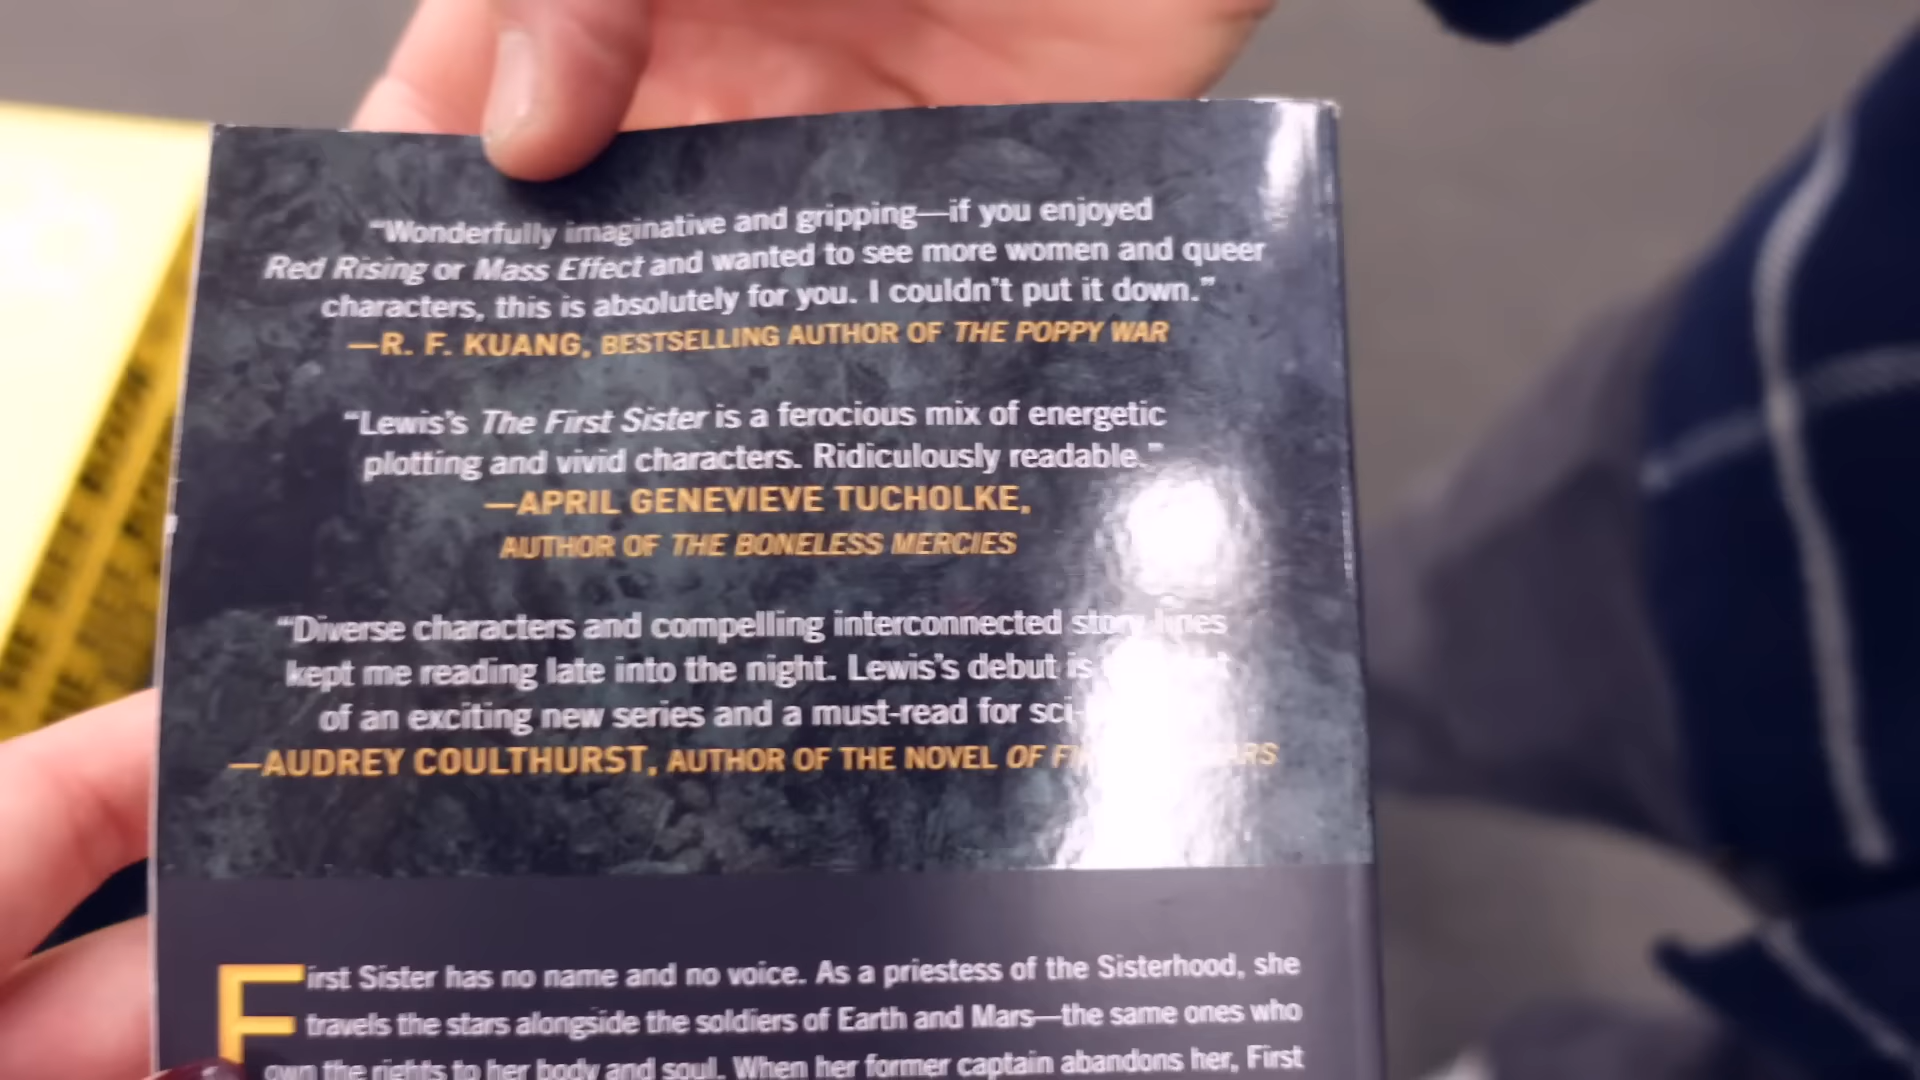 “Wonderfully imaginative and gripping—if you enjoyed
Red Rising or Mass Effect and wanted to see more women and queer
characters, this is absolutely for you. I couldn’t put it down.”
—R. F. KUANG, BESTSELLING AUTHOR OF THE POPPY WAR
“Lewis’s The First Sister is a ferocious mix of energetic
plotting and vivid characters. Ridiculously readable.”
—APRIL GENEVIEVE TUCHOLKE,
AUTHOR OF THE BONELESS MERCIES
“Diverse characters and compelling interconnected story lines
kept me reading late into the night. Lewis’s debut is
of an exciting new series and a must-read for
—AUDREY COULTHURST, AUTHOR OF THE NOVEL OF
First Sister has no name and no voice. As a priestess of the Sisterhood, she
travels the stars alongside the soldiers of Earth and Mars—the same ones who
own the rights to her body and soul. When her former captain abandons her, First